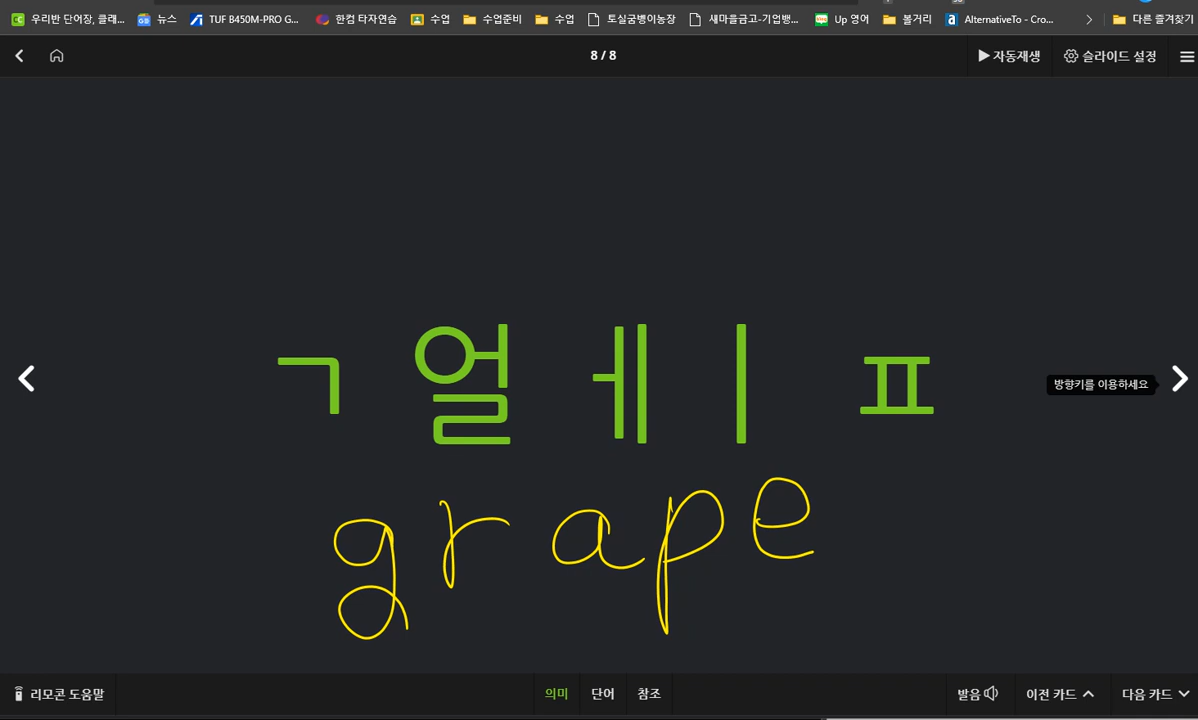 우리반 단어장, 클래... 뉴스 TUF B450M-PRO G... 한컴 타자연습 수업 수업준비 수업 토실굼벵이농장 새마을금고-기업뱅... Up 영어 볼거리 AlternativeTo - Cro... 다른 즐겨찾기
8 / 8 자동재생 슬라이드 설정
ㄱ 얼 ㅔ ㅣ ㅍ
방향키를 이용하세요
grape
리모콘 도움말 의미 단어 참조 발음 이전 카드 다음 카드